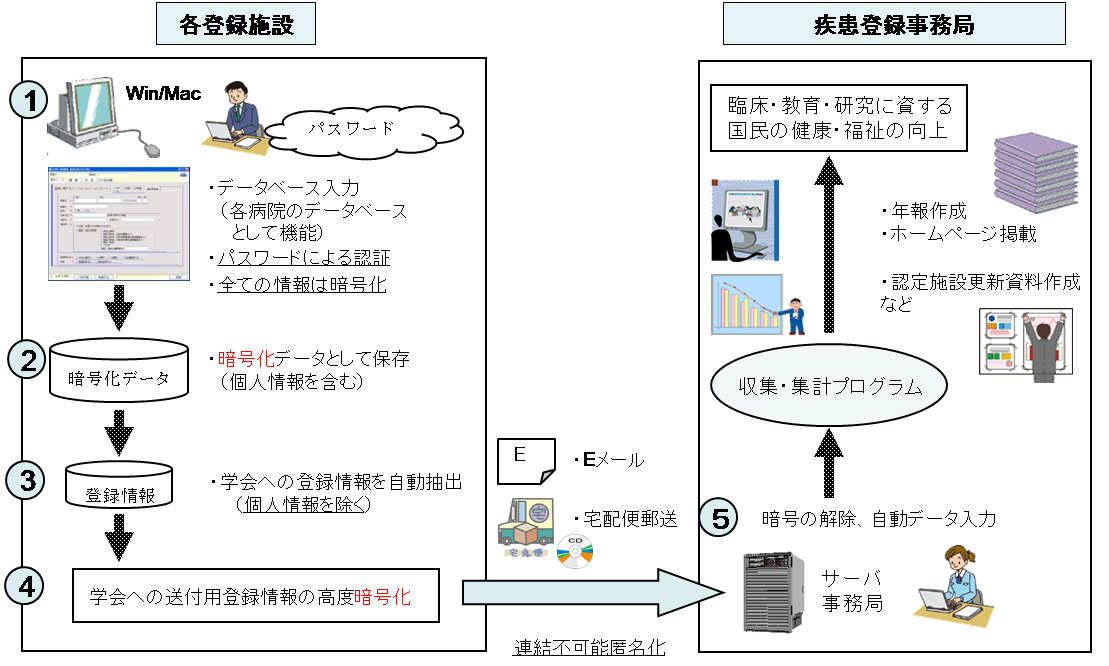 各登録施設
疾患登録事務局
1
Win/Mac
パスワード
・データベース入力
（各病院のデータベース
として機能）
・パスワードによる認証
・全ての情報は暗号化
2
暗号化データ
・暗号化データとして保存
（個人情報を含む）
3
登録情報
・学会への登録情報を自動抽出
（個人情報を除く）
4
学会への送付用登録情報の高度暗号化
E
・Eメール
・宅配便郵送
宅
宅急便
CD
連結不可能匿名化
臨床・教育・研究に資する
国民の健康・福祉の向上
・年報作成
・ホームページ掲載
・認定施設更新資料作成
など
収集・集計プログラム
5
暗号の解除、自動データ入力
サーバ
事務局